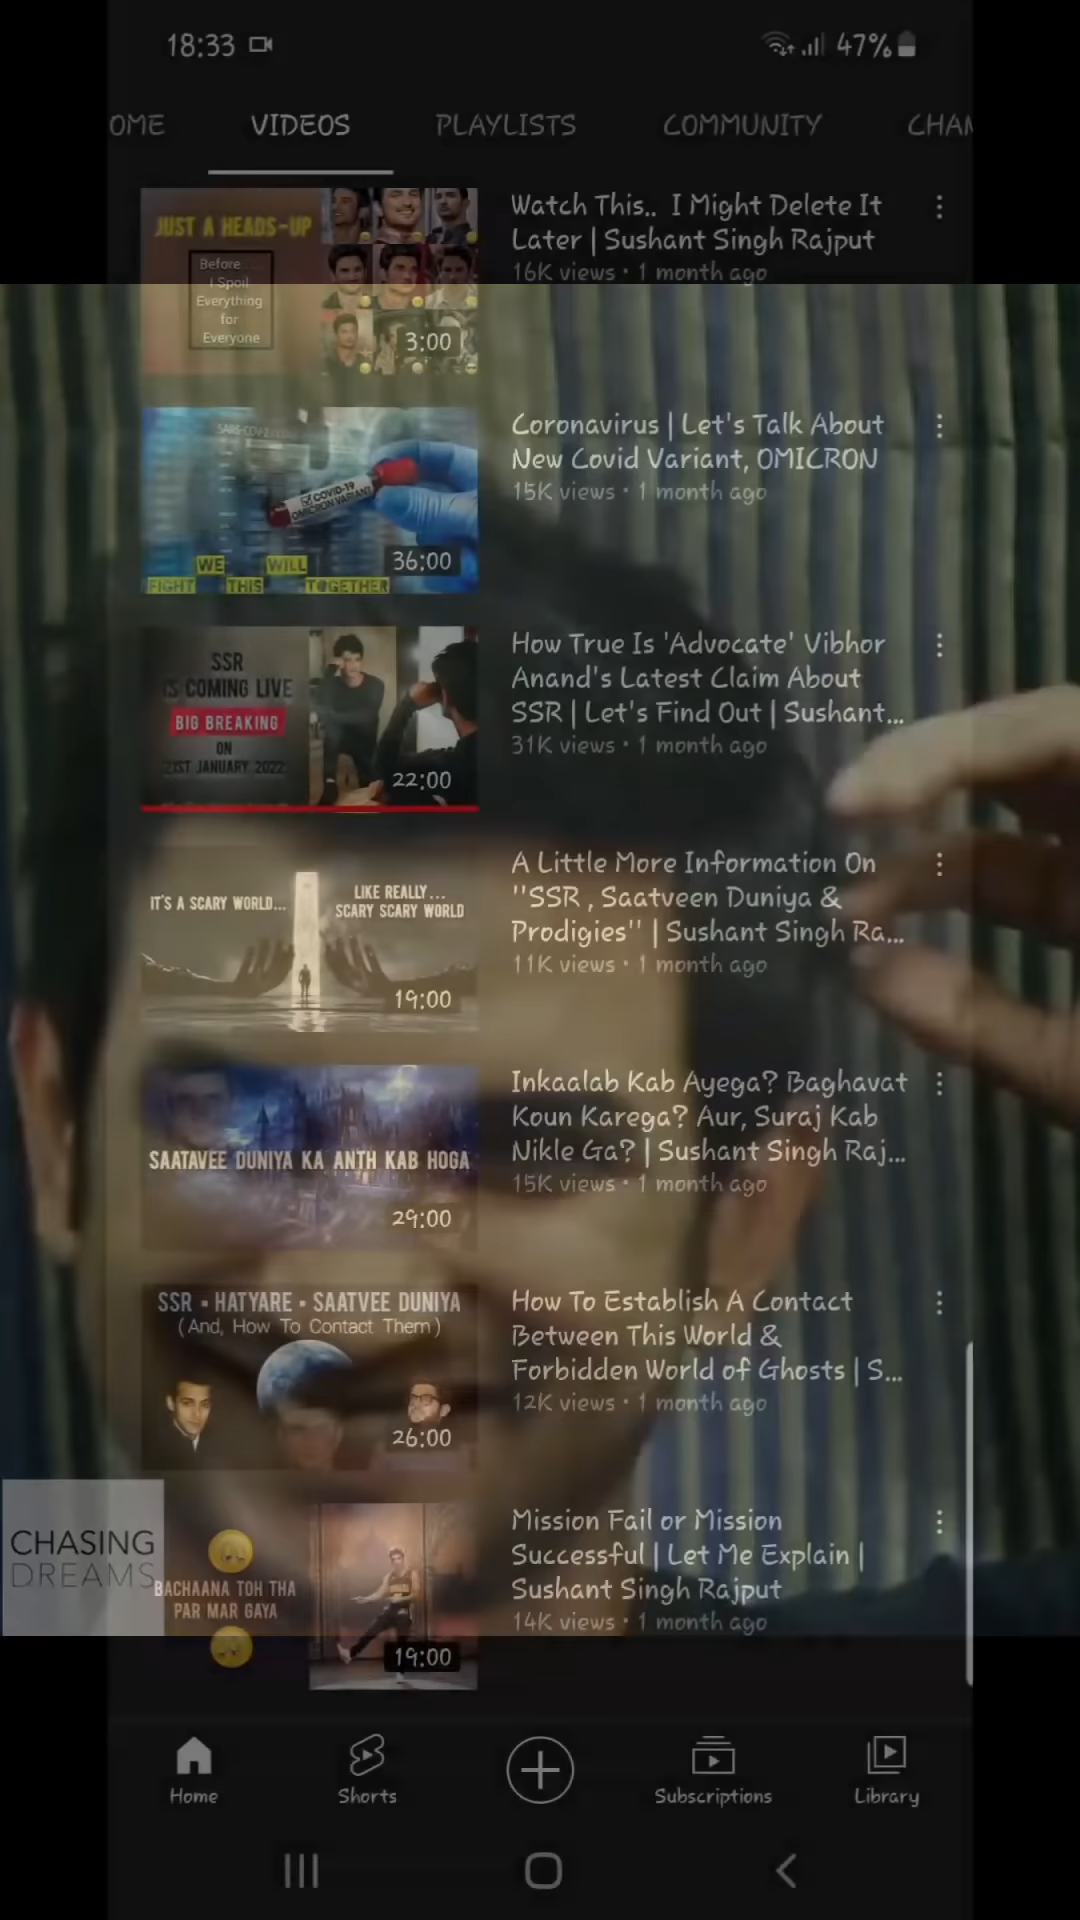 18:33
47%
OME
VIDEOS
PLAYLISTS
COMMUNITY
CHAN
JUST A HEADS-UP
Before....
I Spoil
Everything
for
Everyone
3:00
Watch This.. I Might Delete It
Later | Sushant Singh Rajput
16K views • 1 month ago
COVID-19
OMICRON VARIANT
WE WILL
FIGHT THIS TOGETHER
36:00
Coronavirus | Let's Talk About
New Covid Variant, OMICRON
15K views • 1 month ago
SSR
IS COMING LIVE
BIG BREAKING
ON
21ST JANUARY 2022
22:00
How True Is 'Advocate' Vibhor
Anand's Latest Claim About
SSR | Let's Find Out | Sushant...
31K views • 1 month ago
IT'S A SCARY WORLD...
LIKE REALLY...
SCARY SCARY WORLD
19:00
A Little More Information On
"SSR , Saatveen Duniya &
Prodigies" | Sushant Singh Ra...
11K views • 1 month ago
SAATAVEE DUNIYA KA ANTH KAB HOGA
29:00
Inkaalab Kab Ayega? Baghavat
Koun Karega? Aur, Suraj Kab
Nikle Ga? | Sushant Singh Raj...
15K views • 1 month ago
SSR • HATYARE • SAATVEE DUNIYA
(And, How To Contact Them)
26:00
How To Establish A Contact
Between This World &
Forbidden World of Ghosts | S...
12K views • 1 month ago
CHASING
DREAMS
BACHAANA TOH THA
PAR MAR GAYA
19:00
Mission Fail or Mission
Successful | Let Me Explain |
Sushant Singh Rajput
14K views • 1 month ago
Home
Shorts
Subscriptions
Library